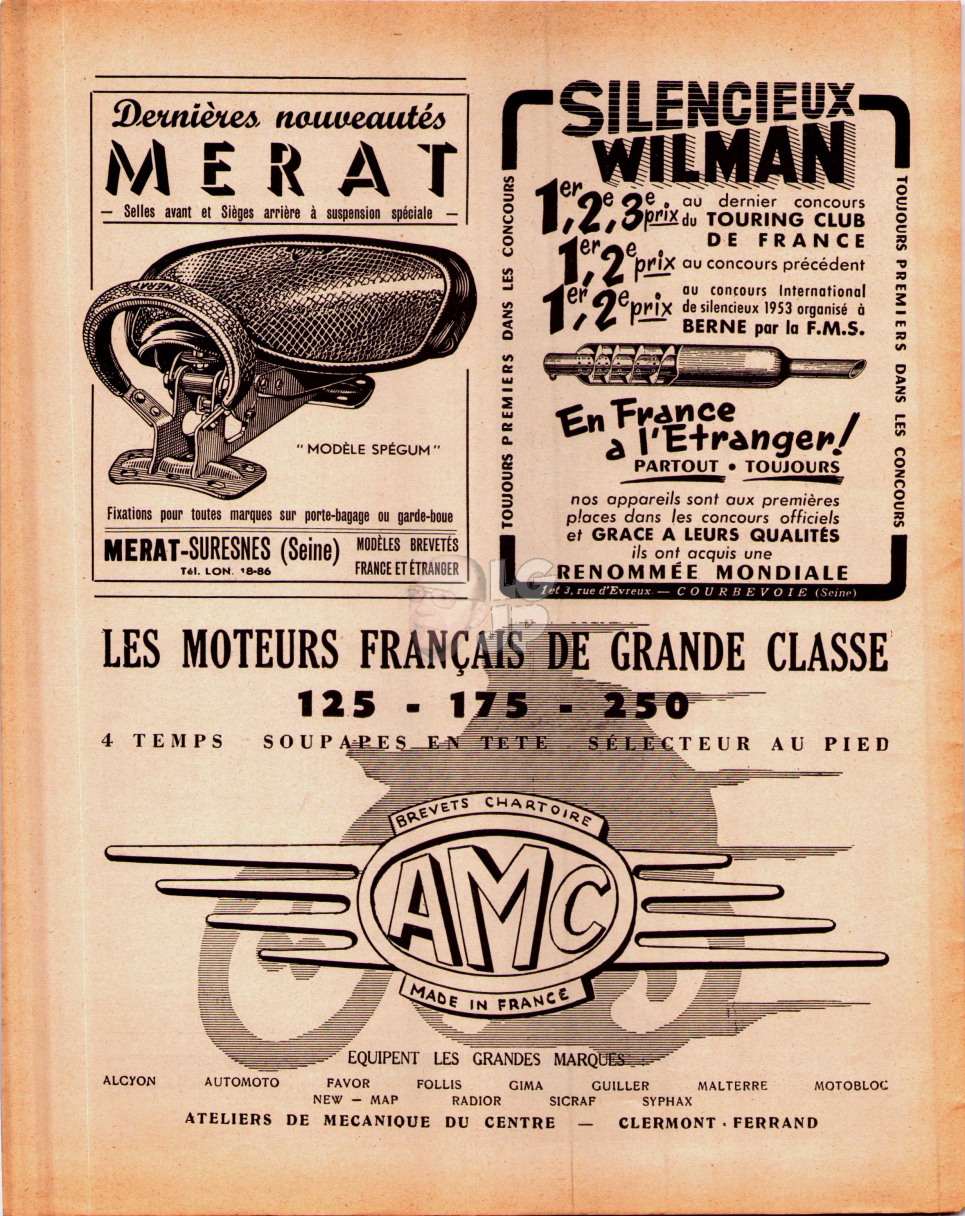 Dernières nouveautés
MERAT
— Selles avant et Sièges arrière à suspension spéciale —
MERAT
"MODÈLE SPÉGUM"
Fixations pour toutes marques sur porte-bagage ou garde-boue
MERAT-SURESNES (Seine)
Tél. LON. 18-86
MODÈLES BREVETÉS
FRANCE ET ÉTRANGER
SILENCIEUX
WILMAN
TOUJOURS PREMIERS DANS LES CONCOURS
1er, 2e, 3e prix au dernier concours
du TOURING CLUB
DE FRANCE
1er, 2e prix au concours précédent
1er, 2e prix au concours International
de silencieux 1953 organisé à
BERNE par la F.M.S.
En France
a l'Etranger!
PARTOUT • TOUJOURS
nos appareils sont aux premières
places dans les concours officiels
et GRACE A LEURS QUALITÉS
ils ont acquis une
RENOMMÉE MONDIALE
1 et 3, rue d'Evreux — COURBEVOIE (Seine)
TOUJOURS PREMIERS DANS LES CONCOURS
LES MOTEURS FRANÇAIS DE GRANDE CLASSE
125 - 175 - 250
4 TEMPS SOUPAPES EN TETE SÉLECTEUR AU PIED
BREVETS CHARTOIRE
AMC
MADE IN FRANCE
EQUIPENT LES GRANDES MARQUES
ALCYON AUTOMOTO FAVOR FOLLIS GIMA GUILLER MALTERRE MOTOBLOC
NEW - MAP RADIOR SICRAF SYPHAX
ATELIERS DE MECANIQUE DU CENTRE — CLERMONT-FERRAND